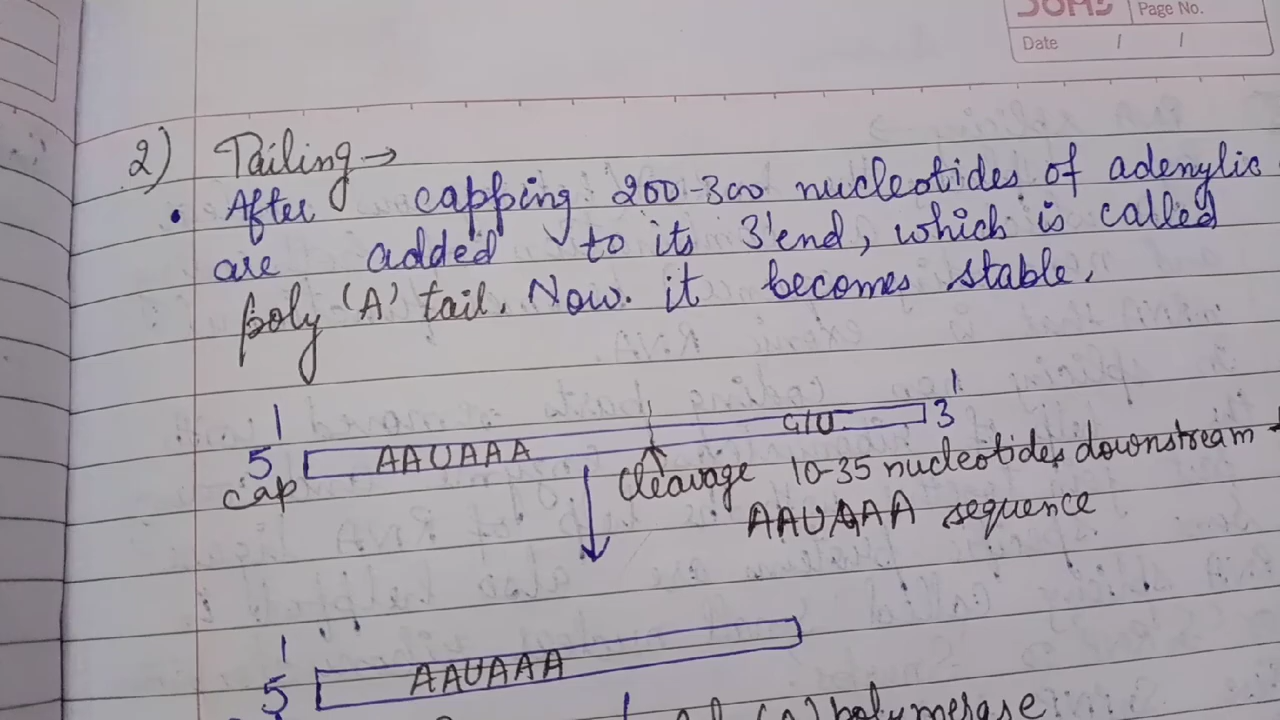 Page No.
Date / /
2) Tailing →
• After capping 200-300 nucleotides of adenylic
are added to its 3'end, which is called
poly 'A' tail. Now it becomes stable.
5' AAUAAA G/U 3'
Cap
Cleavage 10-35 nucleotides downstream
AAUAAA sequence
5' AAUAAA
(A) polymerase